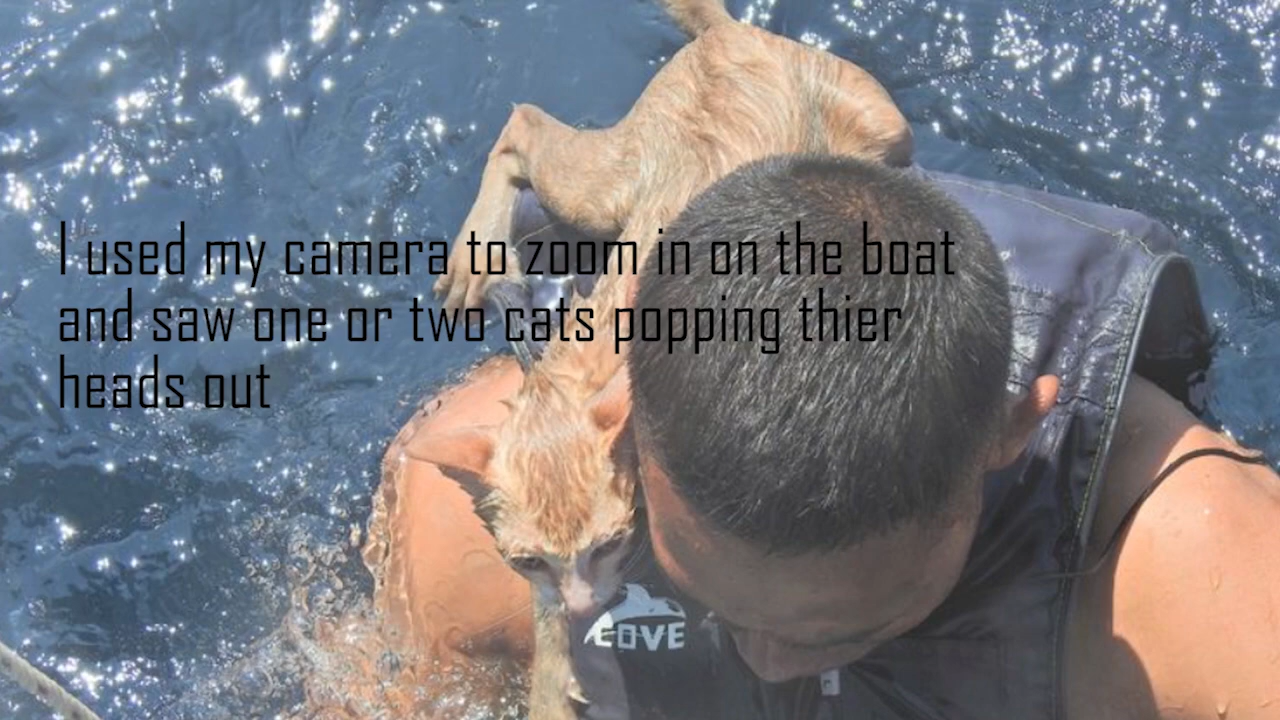 I used my camera to zoom in on the boat
and saw one or two cats popping thier
heads out
COVE